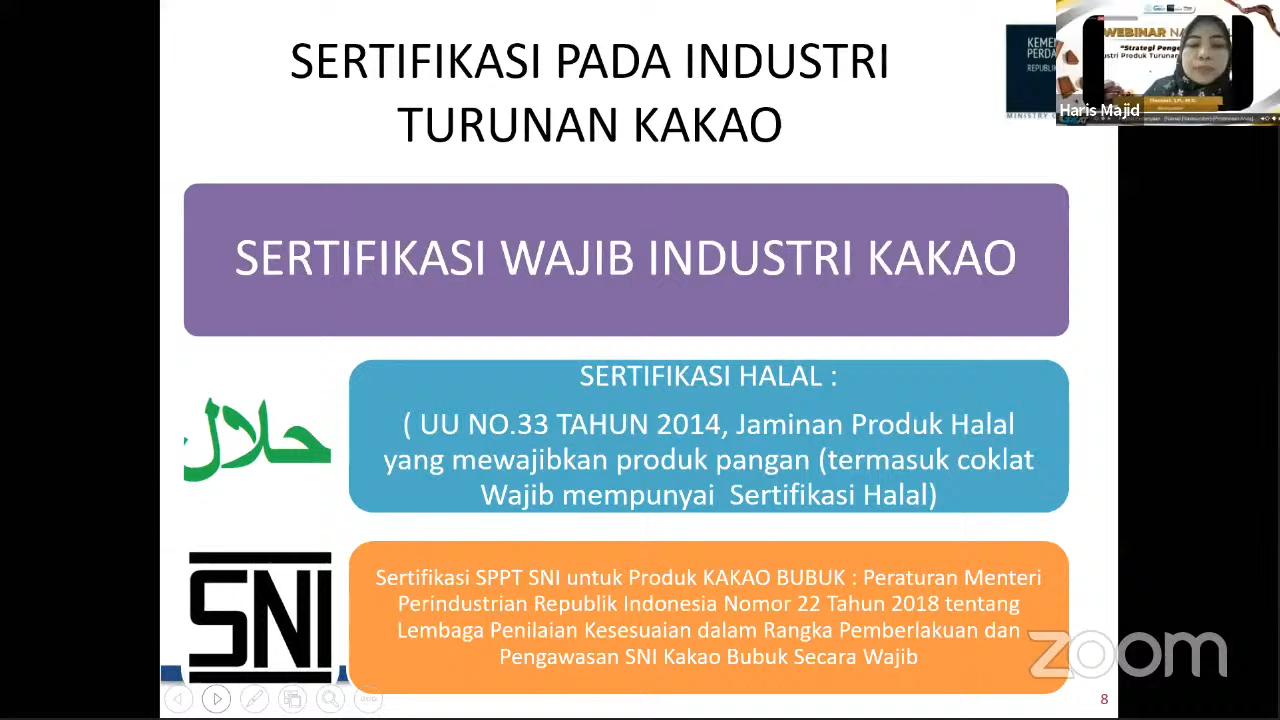 SERTIFIKASI PADA INDUSTRI
TURUNAN KAKAO
SERTIFIKASI WAJIB INDUSTRI KAKAO
حلال
SERTIFIKASI HALAL :
( UU NO.33 TAHUN 2014, Jaminan Produk Halal
yang mewajibkan produk pangan (termasuk coklat
Wajib mempunyai Sertifikasi Halal)
SNI
Sertifikasi SPPT SNI untuk Produk KAKAO BUBUK : Peraturan Menteri
Perindustrian Republik Indonesia Nomor 22 Tahun 2018 tentang
Lembaga Penilaian Kesesuaian dalam Rangka Pemberlakuan dan
Pengawasan SNI Kakao Bubuk Secara Wajib
8
zoom
WEBINAR
"Strategi
Produk Turunan
Haris Majid